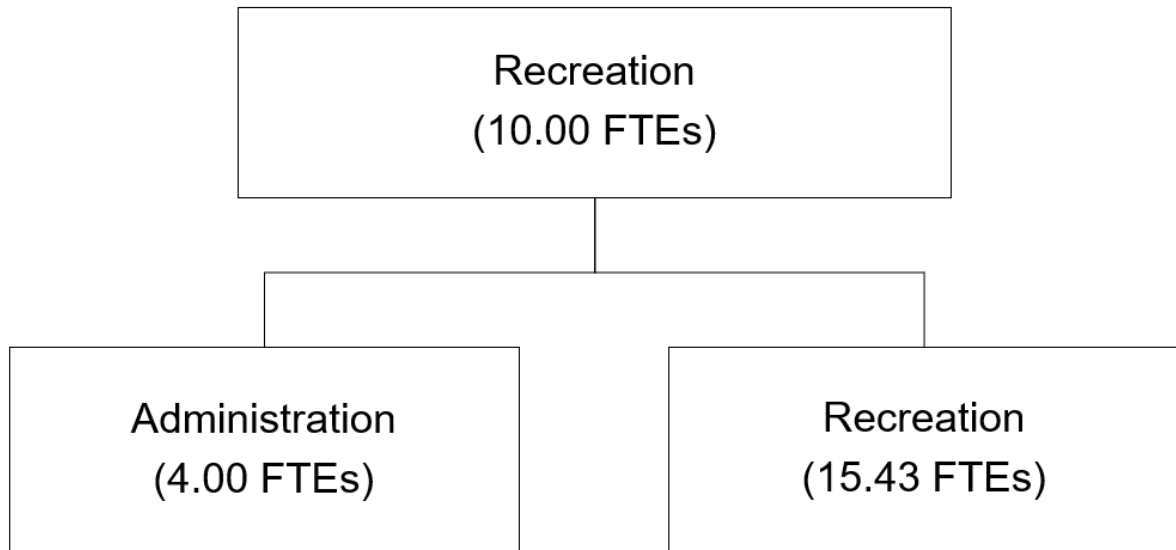 Recreation
(10.00 FTEs)
Administration
(4.00 FTEs)
Recreation
(15.43 FTEs)